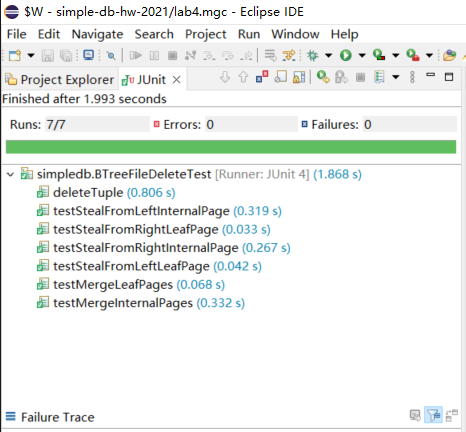 $W - simple-db-hw-2021/lab4.mgc - Eclipse IDE
File Edit Navigate Search Project Run Window Help
Project Explorer JUnit
Finished after 1.993 seconds
Runs: 7/7 Errors: 0 Failures: 0
simpledb.BTreeFileDeleteTest [Runner: JUnit 4] (1.868 s)
deleteTuple (0.806 s)
testStealFromLeftInternalPage (0.319 s)
testStealFromRightLeafPage (0.033 s)
testStealFromRightInternalPage (0.267 s)
testStealFromLeftLeafPage (0.042 s)
testMergeLeafPages (0.068 s)
testMergeInternalPages (0.332 s)
Failure Trace